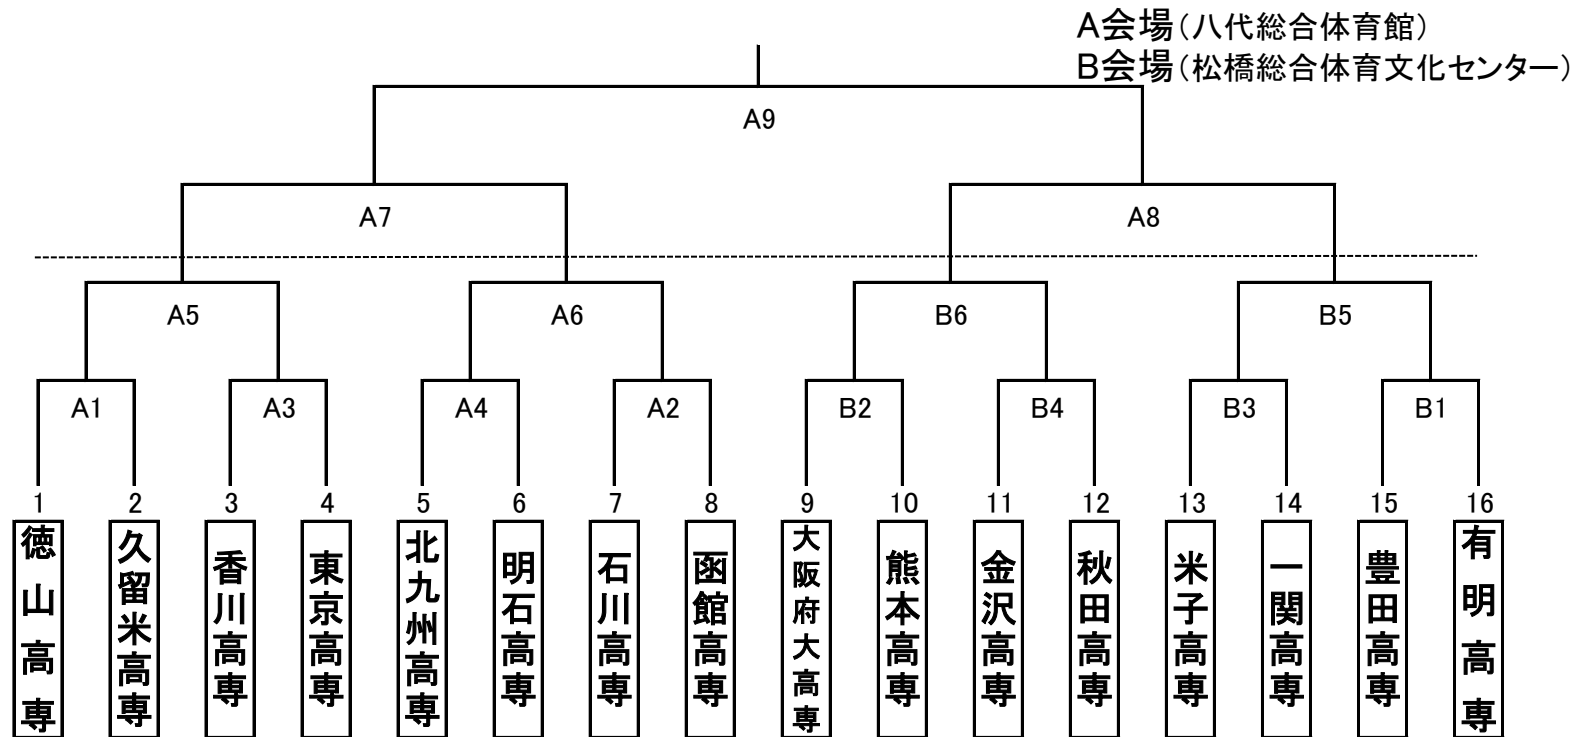 A会場(八代総合体育館)
B会場(松橋総合体育文化センター)
A9
A7
A8
A5
A6
B6
B5
A1
A3
A4
A2
B2
B4
B3
B1
1
2
3
4
5
6
7
8
9
10
11
12
13
14
15
16
徳山高専
久留米高専
香川高専
東京高専
北九州高専
明石高専
石川高専
函館高専
大阪府大高専
熊本高専
金沢高専
秋田高専
米子高専
一関高専
豊田高専
有明高専